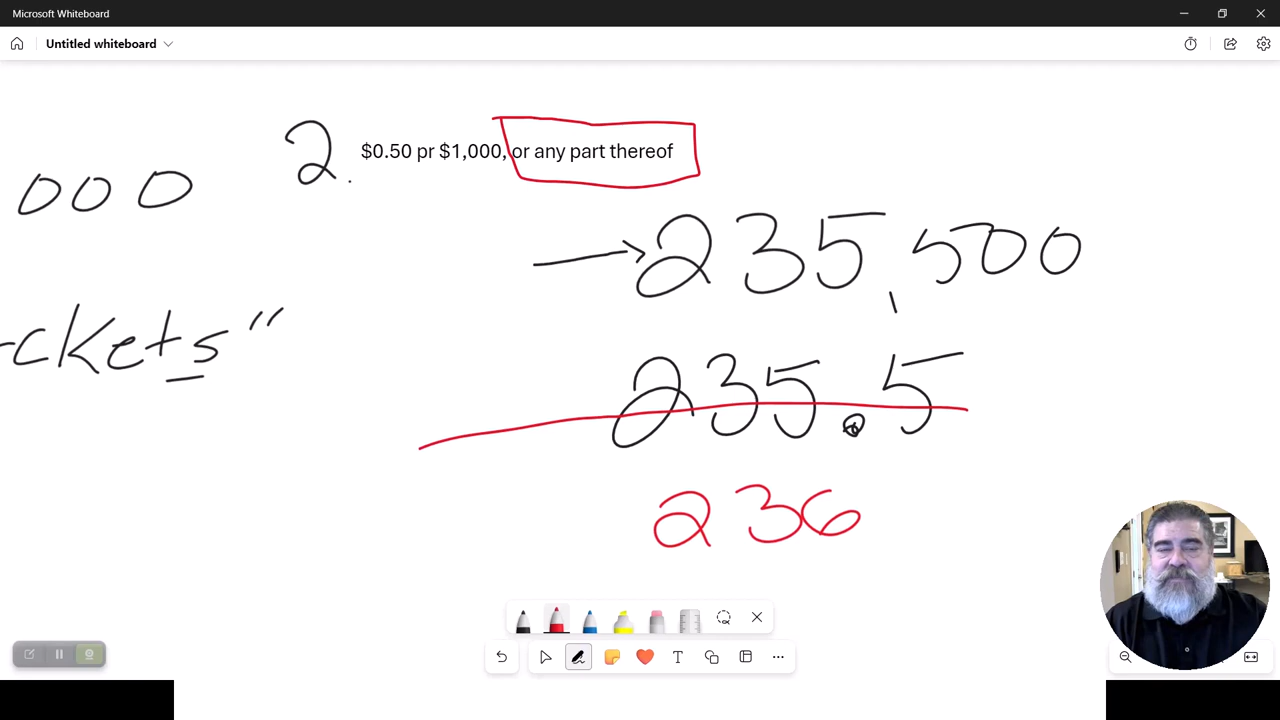 Microsoft Whiteboard
Untitled whiteboard
2. $0.50 pr $1,000, or any part thereof
000
235,500
ckets"
235.5
236